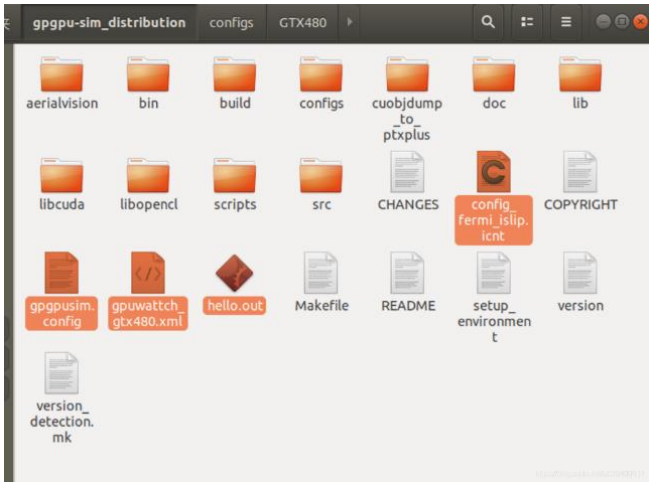 gpgpu-sim_distribution configs GTX480
aerialvision bin build configs cuobjdump doc lib
_to_
ptxplus
libcuda libopencl scripts src CHANGES config_ COPYRIGHT
fermi_islip.
icnt
gpgpusim. gpuwattch_ hello.out Makefile README setup_ version
config gtx480.xml environmen
t
version_
detection.
mk